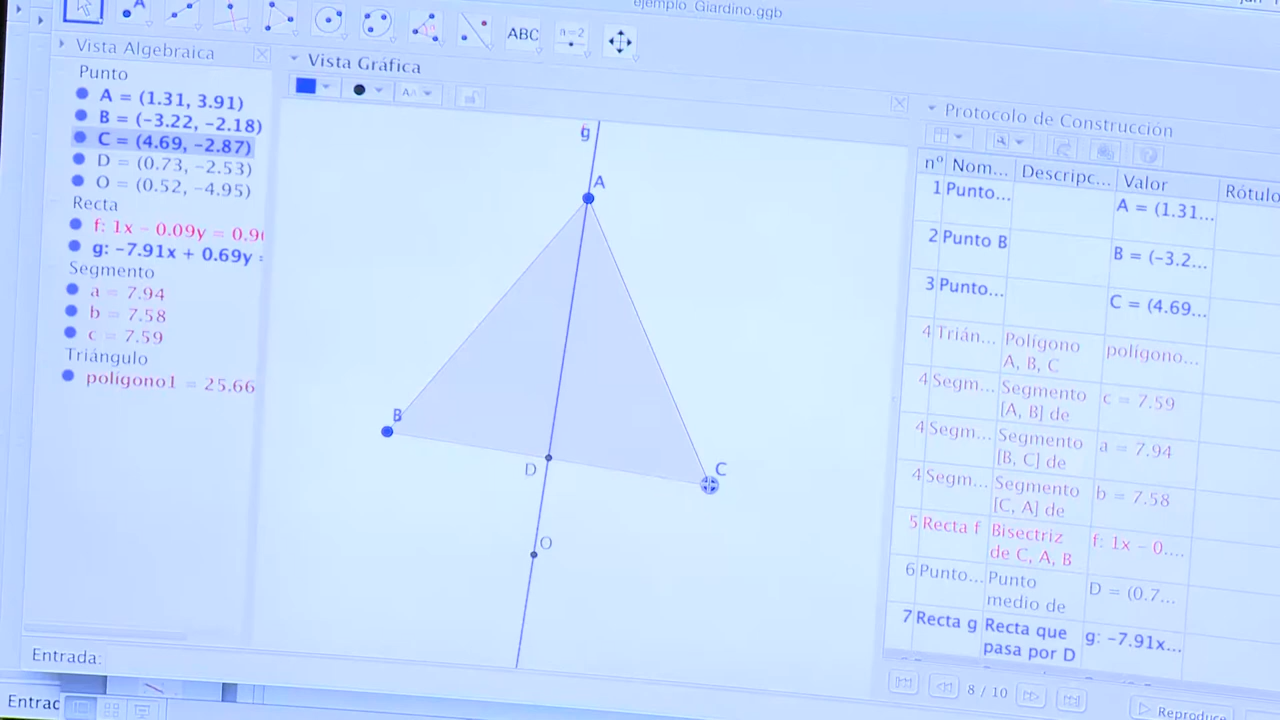 ejemplo_Giardino.ggb
ABC
n=2
Vista Algebraica
Punto
A = (1.31, 3.91)
B = (−3.22, −2.18)
C = (4.69, −2.87)
D = (0.73, −2.53)
O = (0.52, −4.95)
Recta
f: 1x − 0.09y = 0.9
g: −7.91x + 0.69y =
Segmento
a = 7.94
b = 7.58
c = 7.59
Triángulo
polígono1 = 25.66
Entrada:
Entrad
Vista Gráfica
AA
g
A
B
D
C
O
Protocolo de Construcción
nº Nom... Descripc... Valor Rótulo
1 Punto... A = (1.31...
2 Punto B B = (−3.2...
3 Punto... C = (4.69...
4 Trián... Polígono polígono...
A, B, C
4 Segm... Segmento c = 7.59
[A, B] de
4 Segm... Segmento a = 7.94
[B, C] de
4 Segm... Segmento b = 7.58
[C, A] de
5 Recta f Bisectriz f: 1x − 0....
de C, A, B
6 Punto... Punto D = (0.7...
medio de
7 Recta g Recta que g: −7.91x...
pasa por D
8 / 10
Reproduce